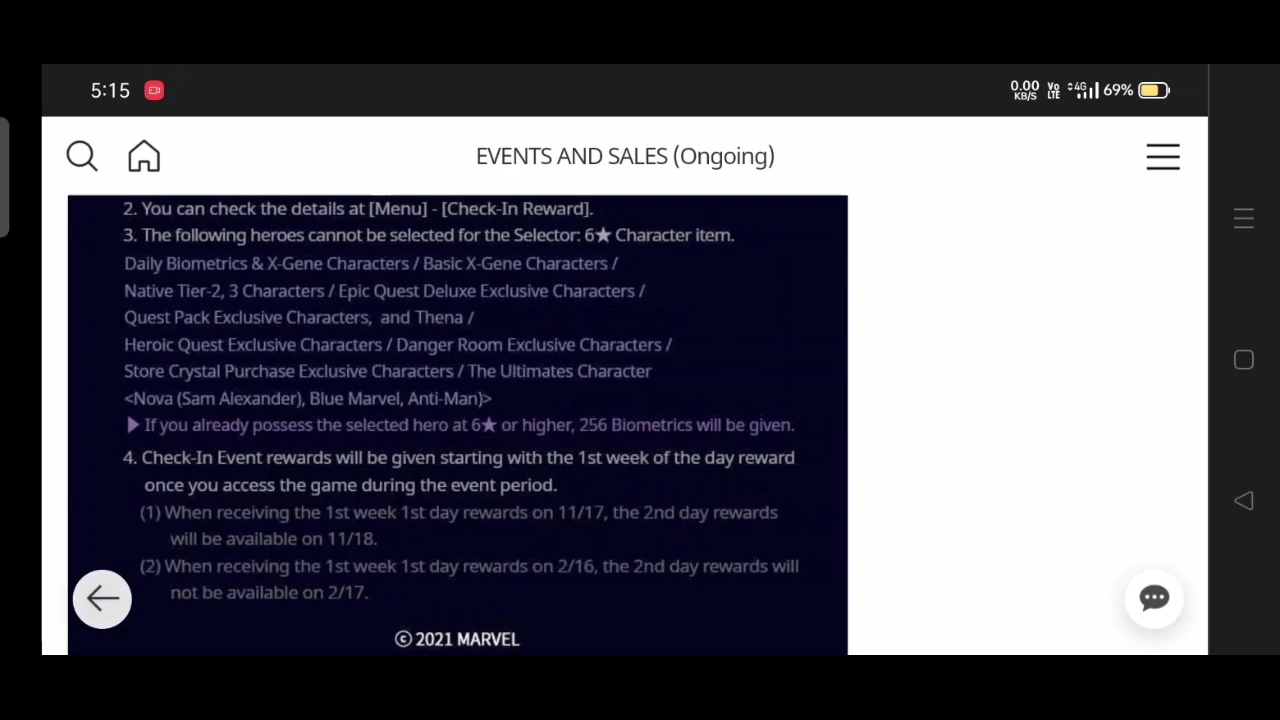 5:15
0.00 KB/S Vo LTE 4G 69%
EVENTS AND SALES (Ongoing)
2. You can check the details at [Menu] - [Check-In Reward].
3. The following heroes cannot be selected for the Selector: 6★ Character item.
Daily Biometrics & X-Gene Characters / Basic X-Gene Characters /
Native Tier-2, 3 Characters / Epic Quest Deluxe Exclusive Characters /
Quest Pack Exclusive Characters, and Thena /
Heroic Quest Exclusive Characters / Danger Room Exclusive Characters /
Store Crystal Purchase Exclusive Characters / The Ultimates Character
<Nova (Sam Alexander), Blue Marvel, Anti-Man)>
▶ If you already possess the selected hero at 6★ or higher, 256 Biometrics will be given.
4. Check-In Event rewards will be given starting with the 1st week of the day reward
once you access the game during the event period.
(1) When receiving the 1st week 1st day rewards on 11/17, the 2nd day rewards
will be available on 11/18.
(2) When receiving the 1st week 1st day rewards on 2/16, the 2nd day rewards will
not be available on 2/17.
© 2021 MARVEL